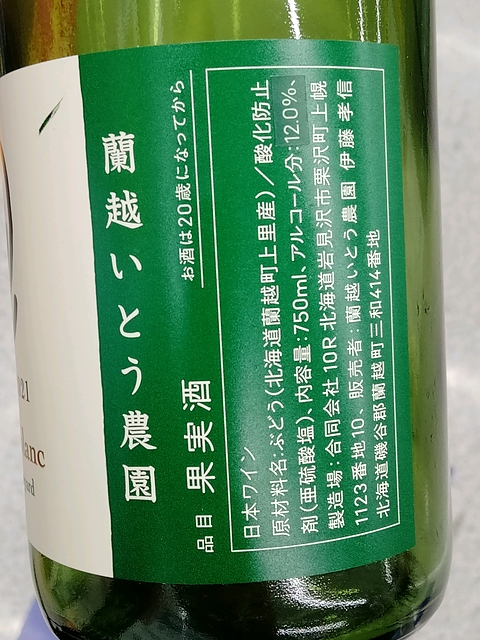 蘭越いとう農園
お酒は20歳になってから
品目 果実酒
日本ワイン
原材料名:ぶどう(北海道蘭越町上里産)/酸化防止
剤(亜硫酸塩)、内容量:750ml、アルコール分:12.0%、
製造場:合同会社10R北海道岩見沢市栗沢町上幌
1123番地10、販売者:蘭越いとう農園 伊藤 孝信
北海道磯谷郡蘭越町三和414番地
21
lanc
ard